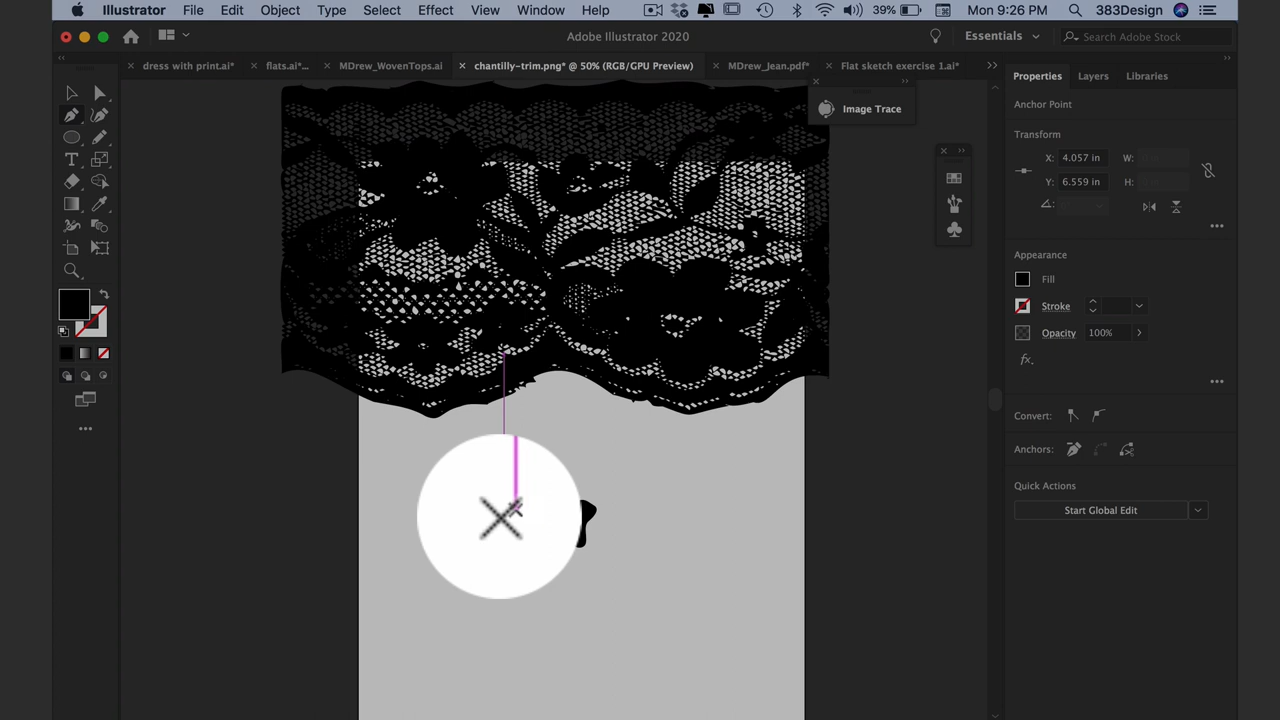 Illustrator File Edit Object Type Select Effect View Window Help 39% Mon 9:26 PM 383Design
Adobe Illustrator 2020 Essentials Search Adobe Stock
dress with print.ai* flats.ai*... MDrew_WovenTops.ai chantilly-trim.png* @ 50% (RGB/GPU Preview) MDrew_Jean.pdf* Flat sketch exercise 1.ai*
Properties Layers Libraries
Image Trace
Anchor Point
Transform
X: 4.057 in W:
Y: 6.559 in H:
Appearance
Fill
Stroke
Opacity 100%
fx.
Convert:
Anchors:
Quick Actions
Start Global Edit